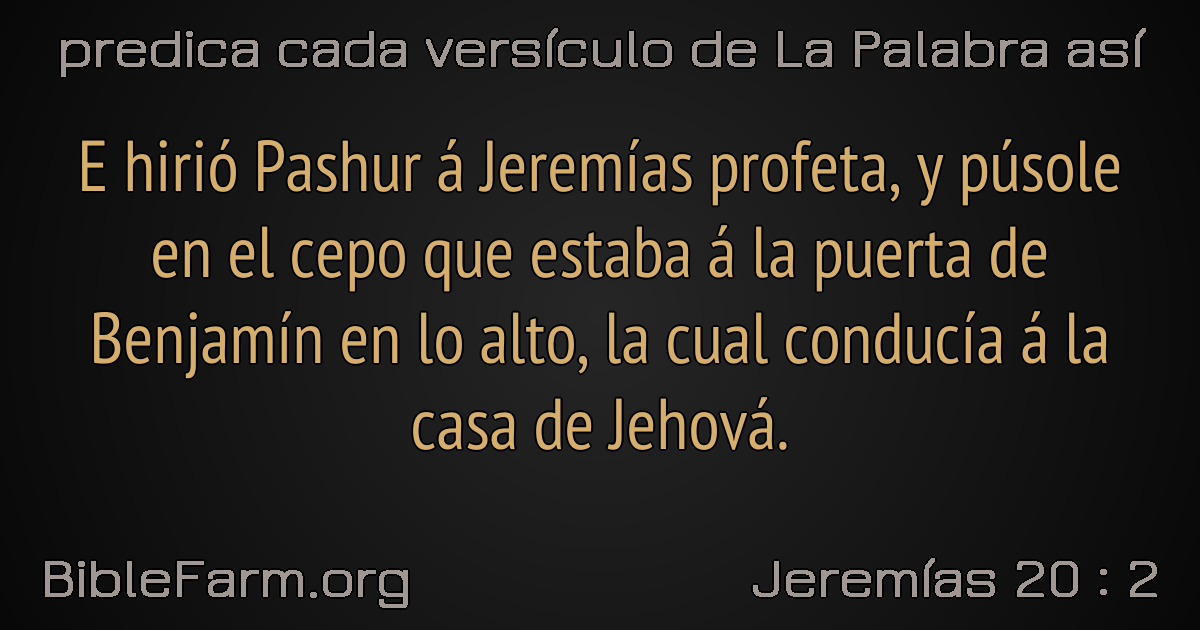 predica cada versículo de La Palabra así
E hirió Pashur á Jeremías profeta, y púsole
en el cepo que estaba á la puerta de
Benjamín en lo alto, la cual conducía á la
casa de Jehová.
BibleFarm.org
Jeremías 20 : 2